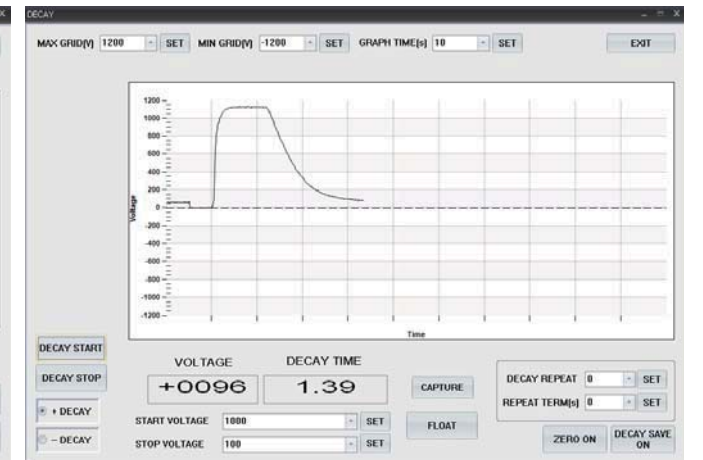 DECAY
MAX GRID(V) 1200 SET MIN GRID(V) -1200 SET GRAPH TIME(s) 10 SET EXIT
1200
1000
800
600
400
200
0
-200
-400
-600
-800
-1000
-1200
Voltage
Time
DECAY START
DECAY STOP
+ DECAY
- DECAY
VOLTAGE DECAY TIME
+0096 1.39
CAPTURE
START VOLTAGE 1000 SET
STOP VOLTAGE 100 SET
FLOAT
DECAY REPEAT 0 SET
REPEAT TERM(s) 0 SET
ZERO ON
DECAY SAVE
ON